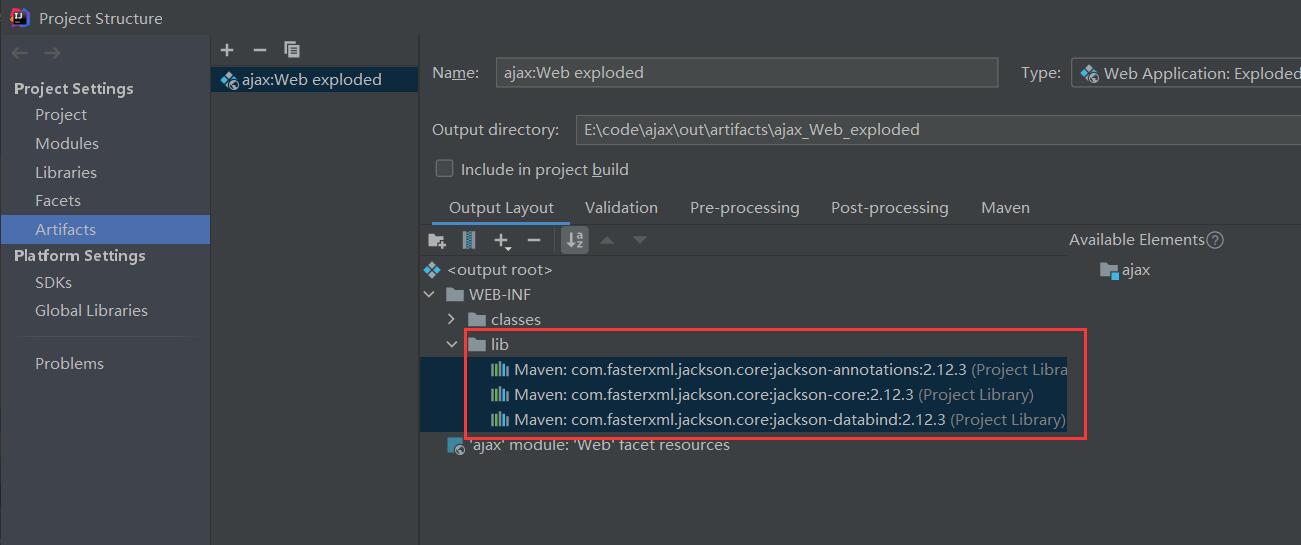 Project Structure
Project Settings
Project
Modules
Libraries
Facets
Artifacts
Platform Settings
SDKs
Global Libraries
Problems
ajax:Web exploded
Name: ajax:Web exploded Type: Web Application: Exploded
Output directory: E:\code\ajax\out\artifacts\ajax_Web_exploded
Include in project build
Output Layout Validation Pre-processing Post-processing Maven
Available Elements
<output root>
ajax
WEB-INF
classes
lib
Maven: com.fasterxml.jackson.core:jackson-annotations:2.12.3 (Project Libra
Maven: com.fasterxml.jackson.core:jackson-core:2.12.3 (Project Library)
Maven: com.fasterxml.jackson.core:jackson-databind:2.12.3 (Project Library)
'ajax' module: 'Web' facet resources